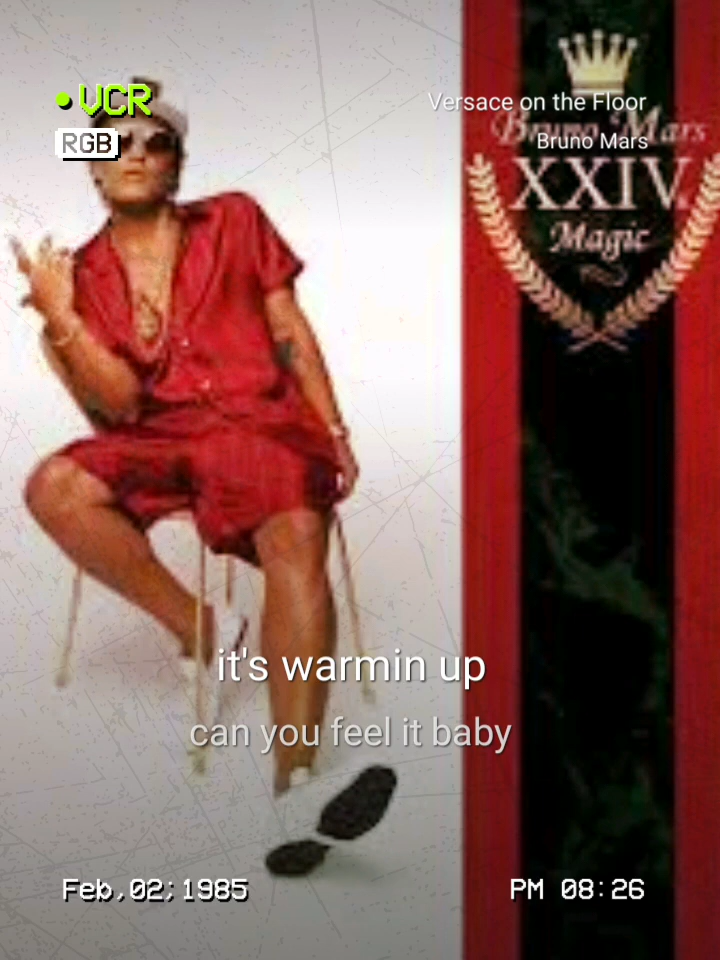 VCR
RGB
Versace on the Floor
Bruno Mars
Bruno Mars
XXIV
Magic
it's warmin up
can you feel it baby
Feb.02;1985
PM 08:26